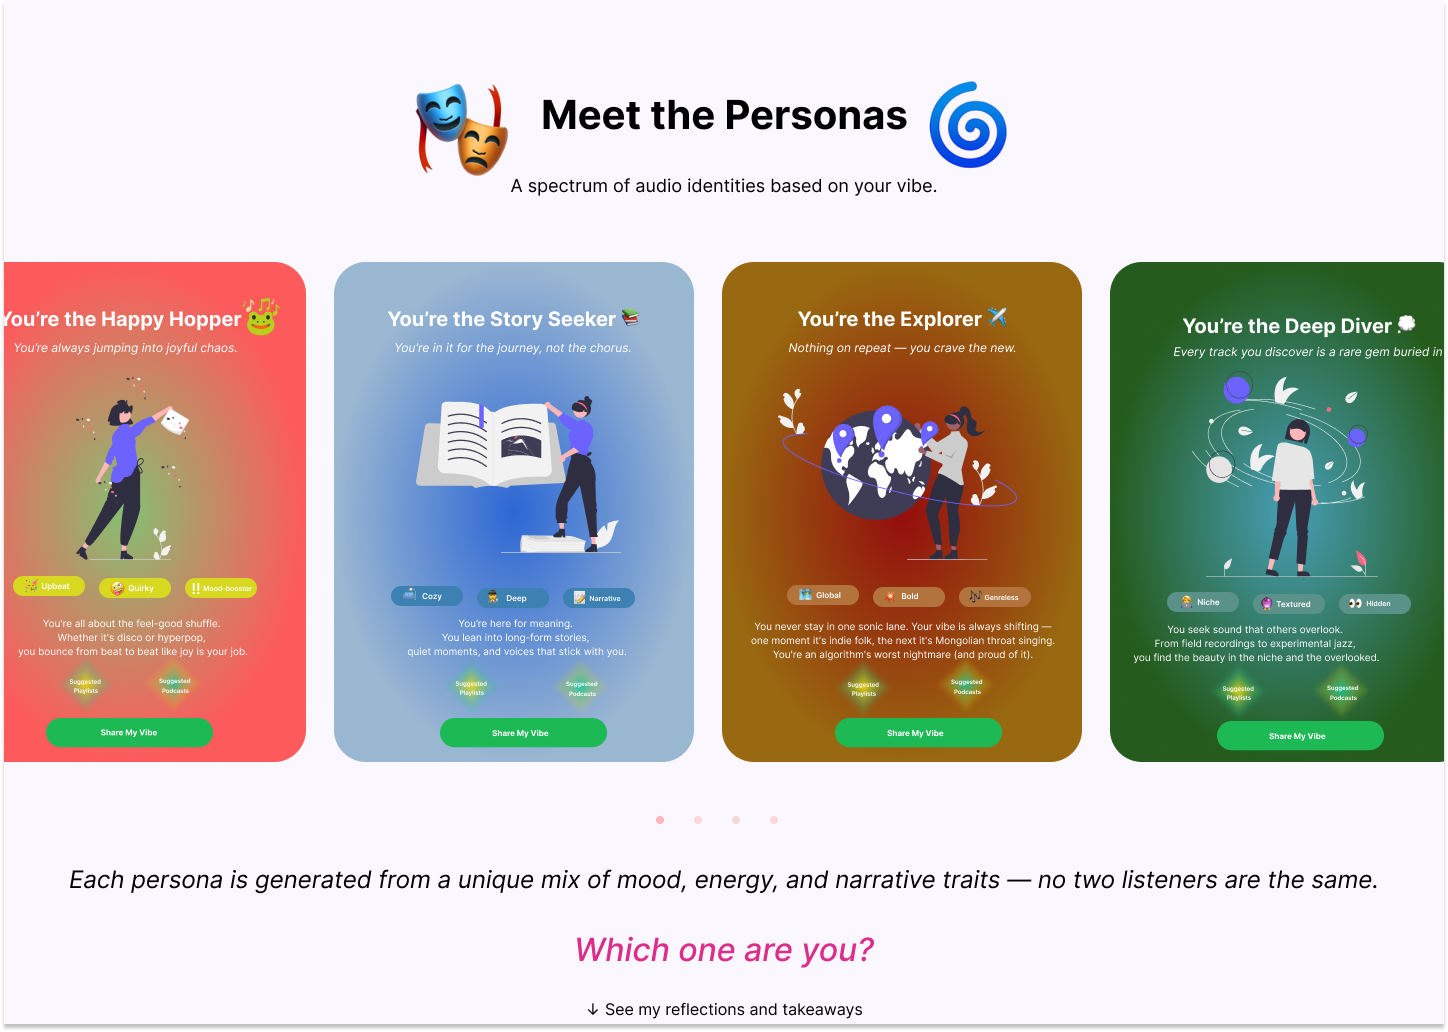 Meet the Personas
A spectrum of audio identities based on your vibe.
You're the Happy Hopper
You're always jumping into joyful chaos.
Upbeat
Quirky
Mood-booster
You're all about the feel-good shuffle.
Whether it's disco or hyperpop,
you bounce from beat to beat like joy is your job.
Suggested
Playlists
Suggested
Podcasts
Share My Vibe
You're the Story Seeker
You're in it for the journey, not the chorus.
Cozy
Deep
Narrative
You're here for meaning.
You lean into long-form stories,
quiet moments, and voices that stick with you.
Suggested
Playlists
Suggested
Podcasts
Share My Vibe
You're the Explorer
Nothing on repeat — you crave the new.
Global
Bold
Genreless
You never stay in one sonic lane. Your vibe is always shifting —
one moment it's indie folk, the next it's Mongolian throat singing.
You're an algorithm's worst nightmare (and proud of it).
Suggested
Playlists
Suggested
Podcasts
Share My Vibe
You're the Deep Diver
Every track you discover is a rare gem buried in
Niche
Textured
Hidden
You seek sound that others overlook.
From field recordings to experimental jazz,
you find the beauty in the niche and the overlooked.
Suggested
Playlists
Suggested
Podcasts
Share My Vibe
Each persona is generated from a unique mix of mood, energy, and narrative traits — no two listeners are the same.
Which one are you?
↓ See my reflections and takeaways